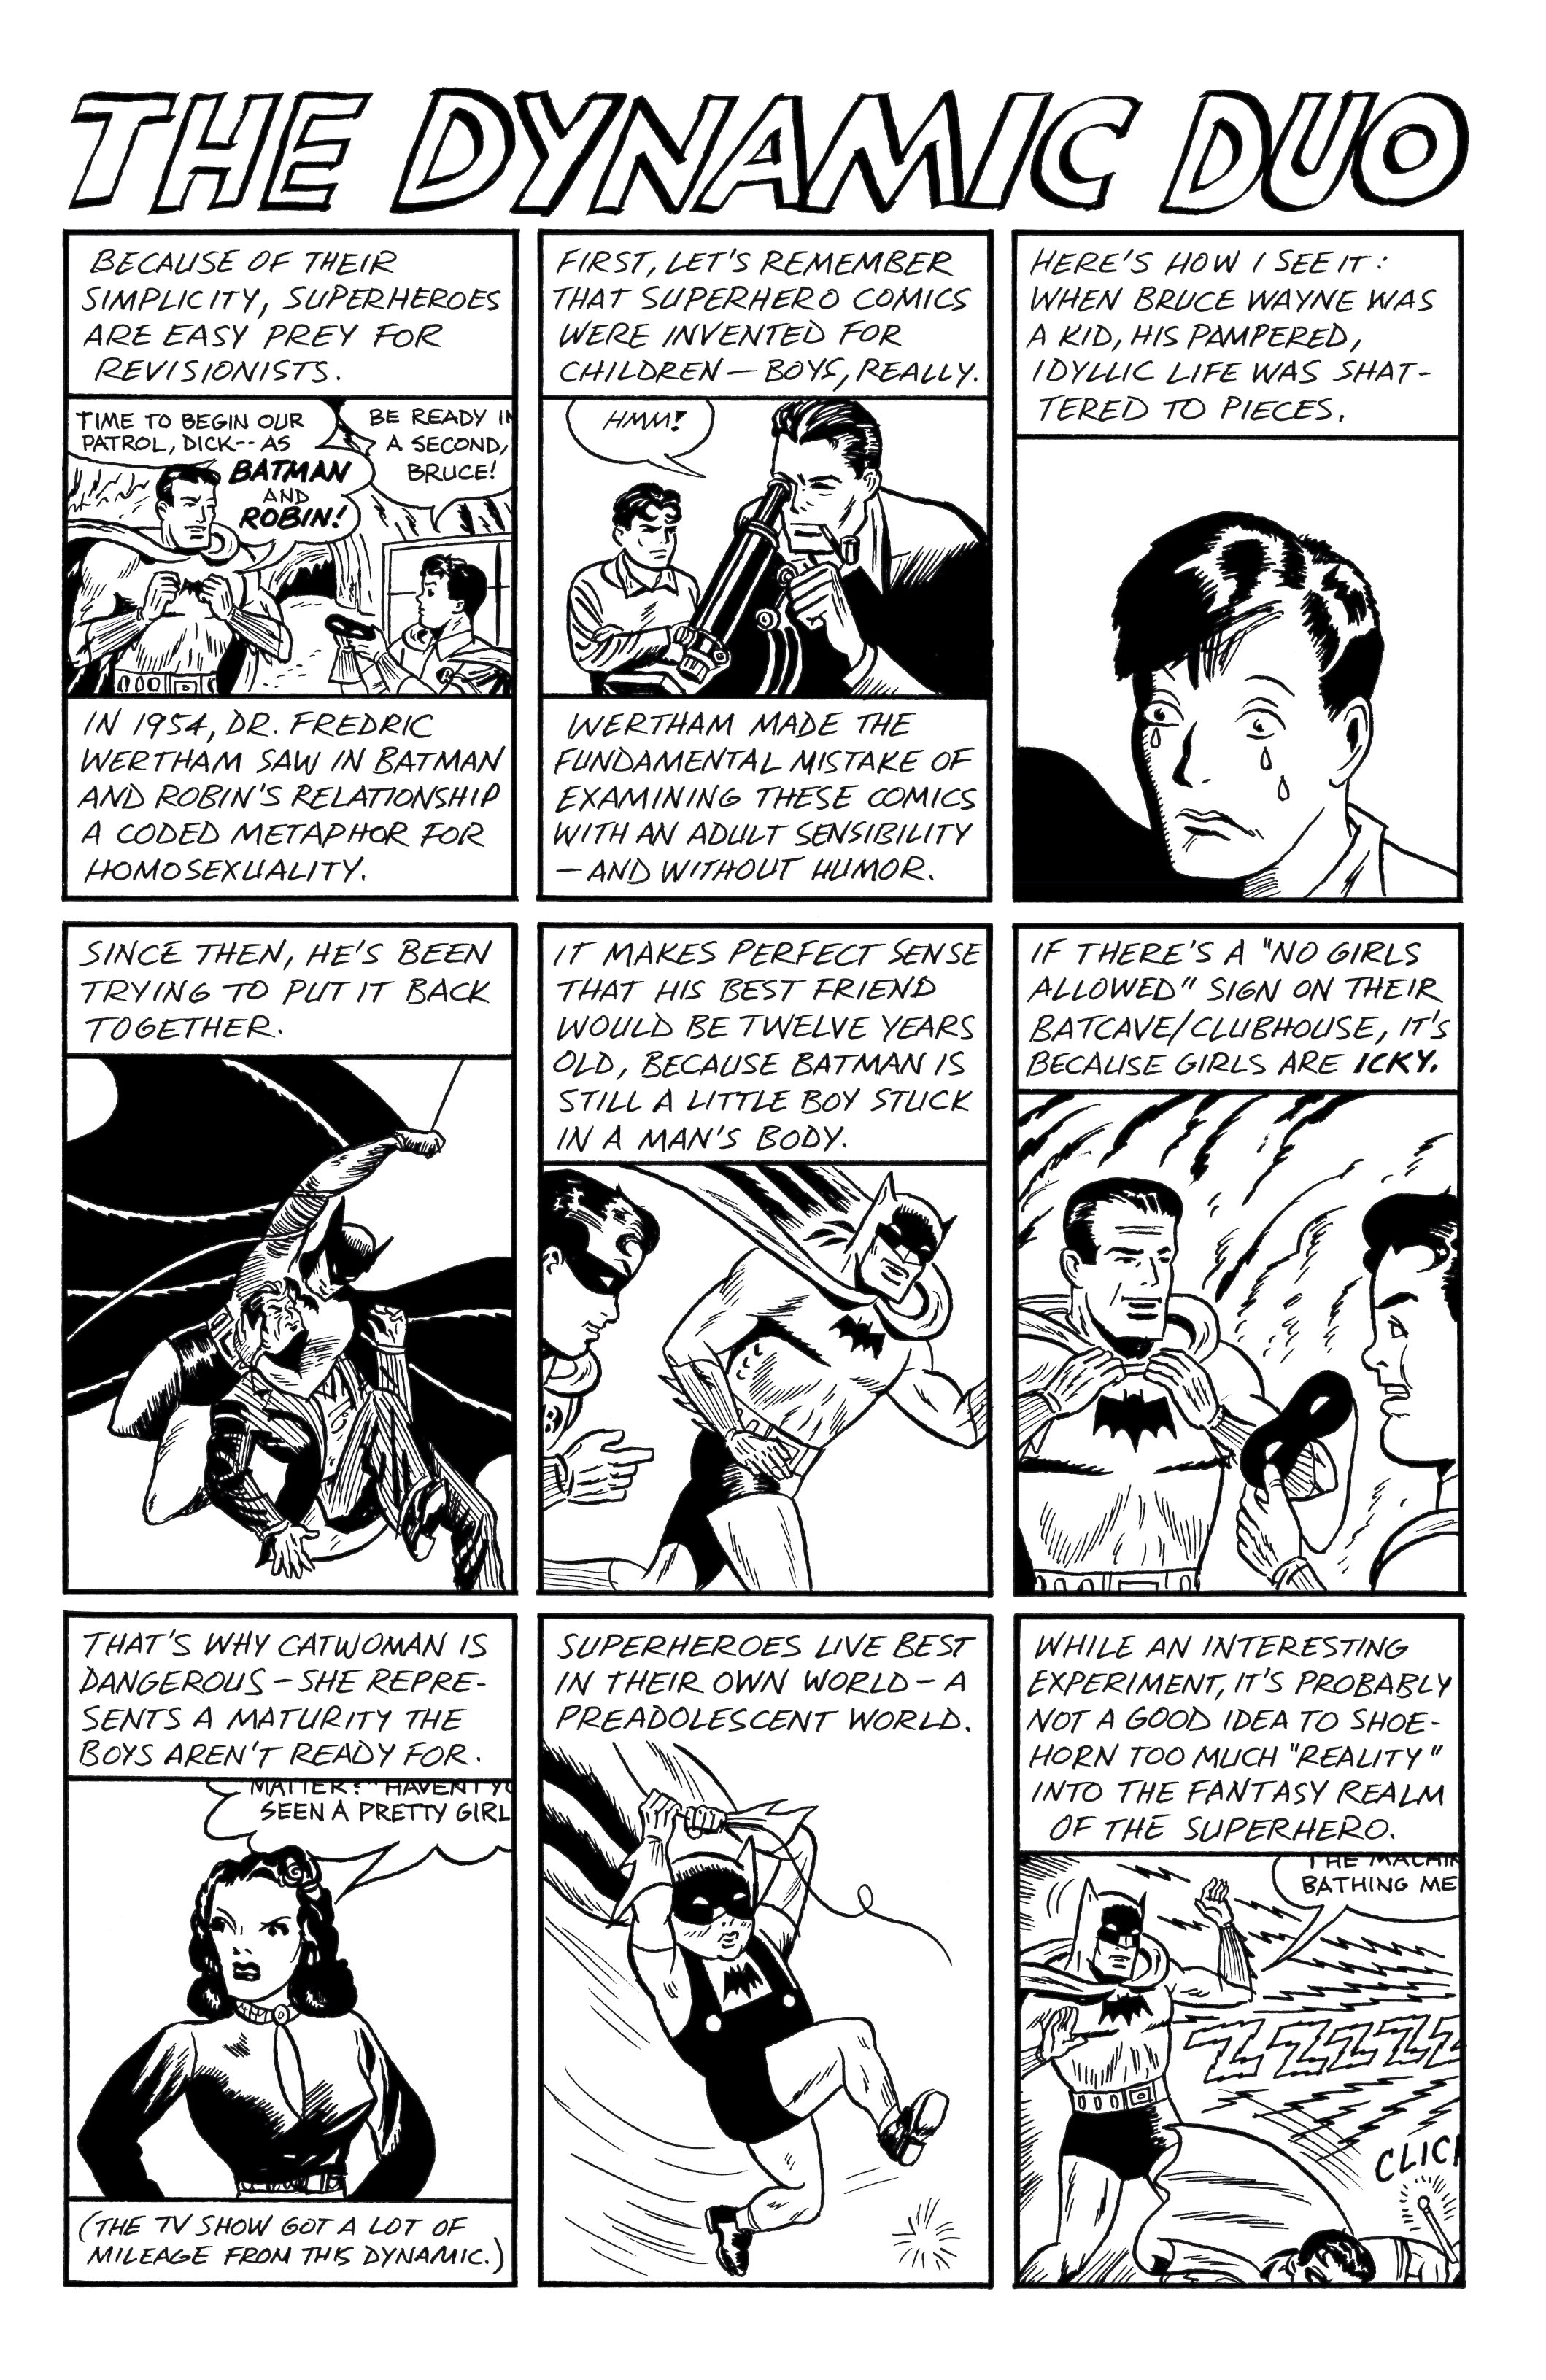 THE DYNAMIC DUO
BECAUSE OF THEIR
SIMPLICITY, SUPERHEROES
ARE EASY PREY FOR
REVISIONISTS.
TIME TO BEGIN OUR
PATROL, DICK-- AS
BATMAN
AND
ROBIN!
BE READY IN
A SECOND,
BRUCE!
IN 1954, DR. FREDRIC
WERTHAM SAW IN BATMAN
AND ROBIN'S RELATIONSHIP
A CODED METAPHOR FOR
HOMOSEXUALITY.
FIRST, LET'S REMEMBER
THAT SUPERHERO COMICS
WERE INVENTED FOR
CHILDREN — BOYS, REALLY.
HMM!
WERTHAM MADE THE
FUNDAMENTAL MISTAKE OF
EXAMINING THESE COMICS
WITH AN ADULT SENSIBILITY
—AND WITHOUT HUMOR.
HERE'S HOW I SEE IT:
WHEN BRUCE WAYNE WAS
A KID, HIS PAMPERED,
IDYLLIC LIFE WAS SHAT-
TERED TO PIECES.
SINCE THEN, HE'S BEEN
TRYING TO PUT IT BACK
TOGETHER.
IT MAKES PERFECT SENSE
THAT HIS BEST FRIEND
WOULD BE TWELVE YEARS
OLD, BECAUSE BATMAN IS
STILL A LITTLE BOY STUCK
IN A MAN'S BODY.
IF THERE'S A "NO GIRLS
ALLOWED" SIGN ON THEIR
BATCAVE/CLUBHOUSE, IT'S
BECAUSE GIRLS ARE ICKY.
THAT'S WHY CATWOMAN IS
DANGEROUS — SHE REPRE-
SENTS A MATURITY THE
BOYS AREN'T READY FOR.
MATTER? HAVEN'T YO
SEEN A PRETTY GIRL
(THE TV SHOW GOT A LOT OF
MILEAGE FROM THIS DYNAMIC.)
SUPERHEROES LIVE BEST
IN THEIR OWN WORLD — A
PREADOLESCENT WORLD.
WHILE AN INTERESTING
EXPERIMENT, IT'S PROBABLY
NOT A GOOD IDEA TO SHOE-
HORN TOO MUCH "REALITY"
INTO THE FANTASY REALM
OF THE SUPERHERO.
THE MACHIN
BATHING ME
ZZZZZ
CLICK